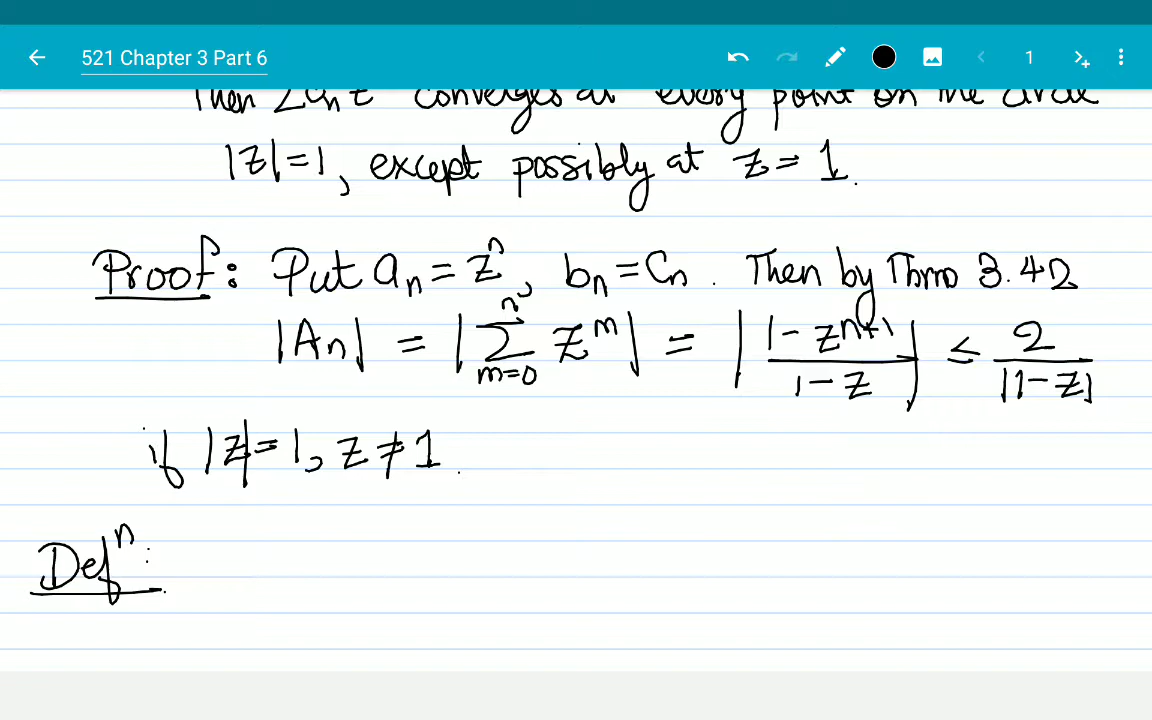 521 Chapter 3 Part 6
1
Then Σcₙzⁿ converges at every point on the circle
|z|=1, except possibly at z = 1.
Proof: Put aₙ = zⁿ, bₙ = Cₙ. Then by Thm 3.42
|Aₙ| = |∑_{m=0}^{n} z^m| = |(1 - z^{n+1})/(1 - z)| ≤ 2/|1-z|
if |z| = 1, z ≠ 1.
Defⁿ: